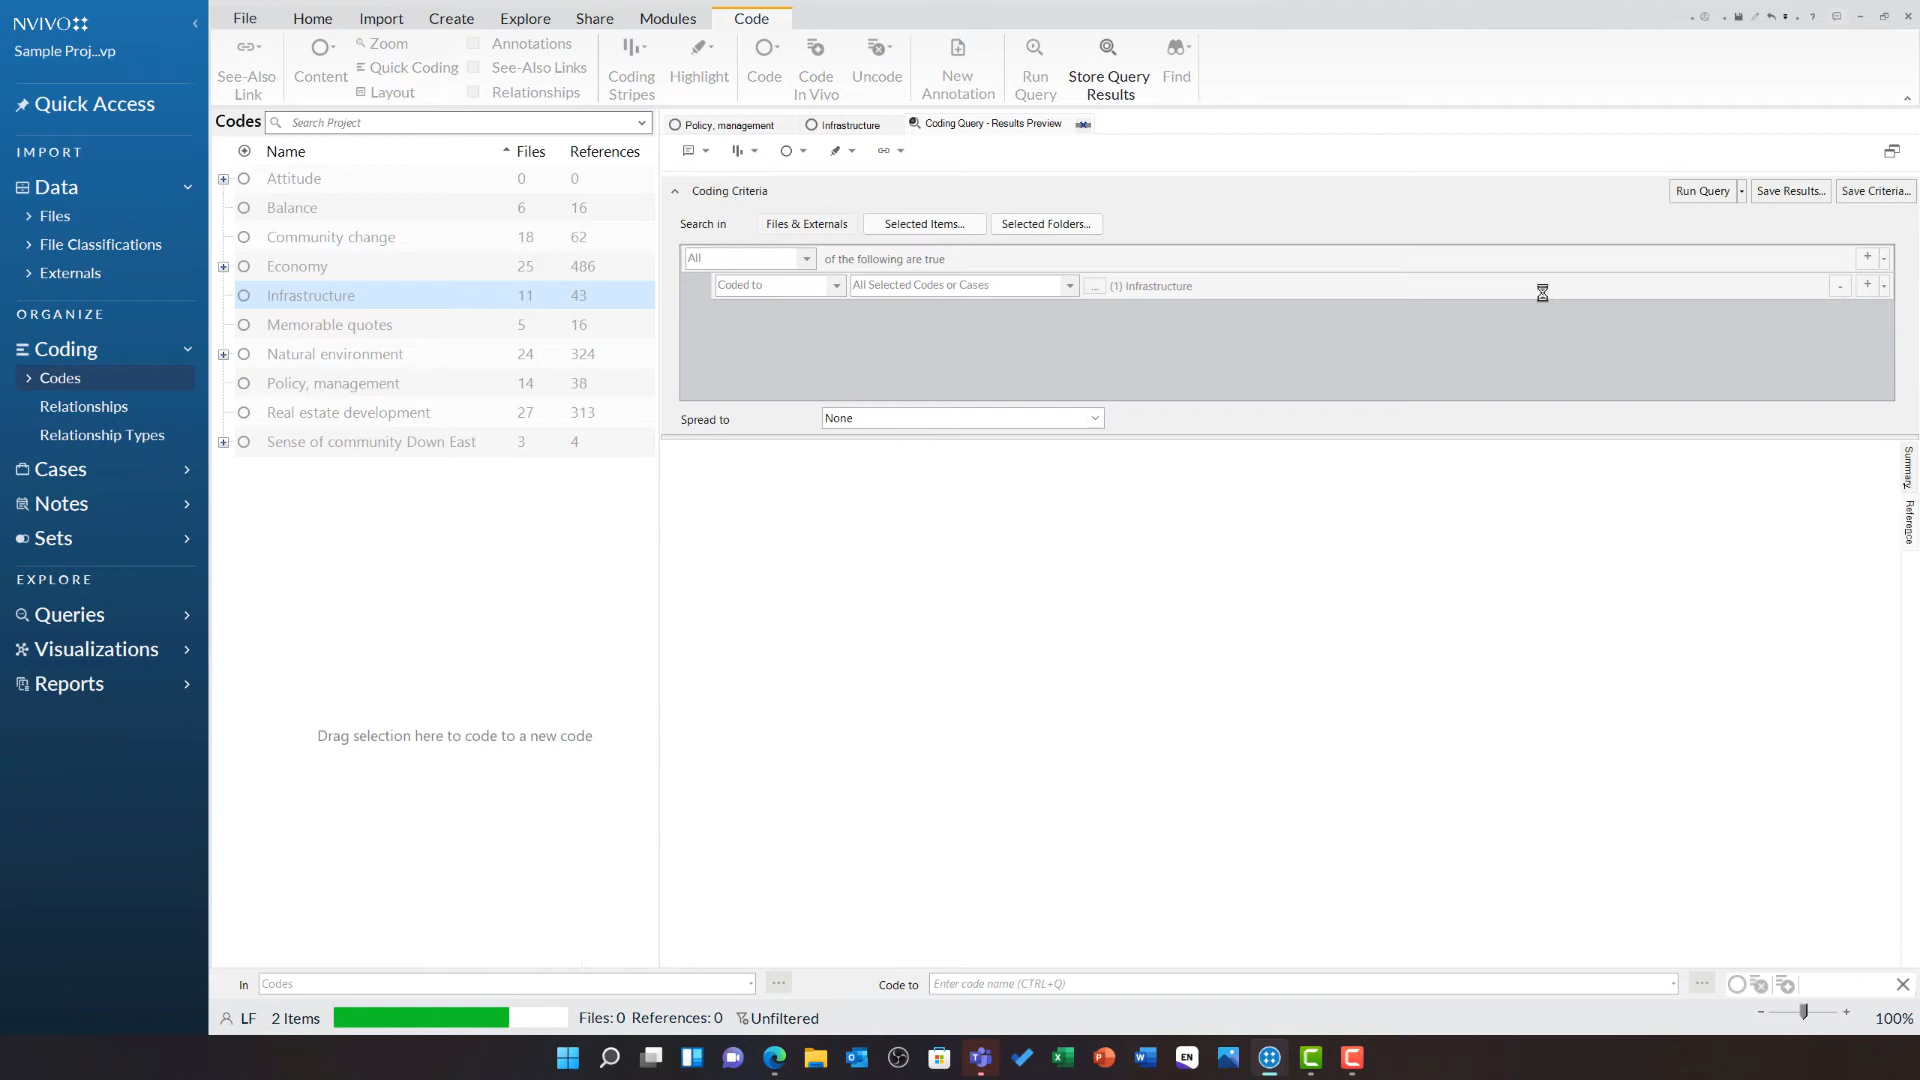 NVIVO
Sample Proj...vp
Quick Access
IMPORT
Data
Files
File Classifications
Externals
ORGANIZE
Coding
Codes
Relationships
Relationship Types
Cases
Notes
Sets
EXPLORE
Queries
Visualizations
Reports
File Home Import Create Explore Share Modules Code
See-Also Link
Content
Zoom
Quick Coding
Layout
Annotations
See-Also Links
Relationships
Coding Stripes
Highlight
Code
Code In Vivo
Uncode
New Annotation
Run Query
Store Query Results
Find
Codes Search Project
Name Files References
Attitude 0 0
Balance 6 16
Community change 18 62
Economy 25 486
Infrastructure 11 43
Memorable quotes 5 16
Natural environment 24 324
Policy, management 14 38
Real estate development 27 313
Sense of community Down East 3 4
Drag selection here to code to a new code
Policy, management Infrastructure Coding Query - Results Preview
Coding Criteria Run Query Save Results... Save Criteria...
Search in Files & Externals Selected Items... Selected Folders...
All of the following are true
Coded to All Selected Codes or Cases ... (1) Infrastructure
Spread to None
Summary
Reference
In Codes ... Code to Enter code name (CTRL+Q) ...
LF 2 Items Files: 0 References: 0 Unfiltered 100%
EN